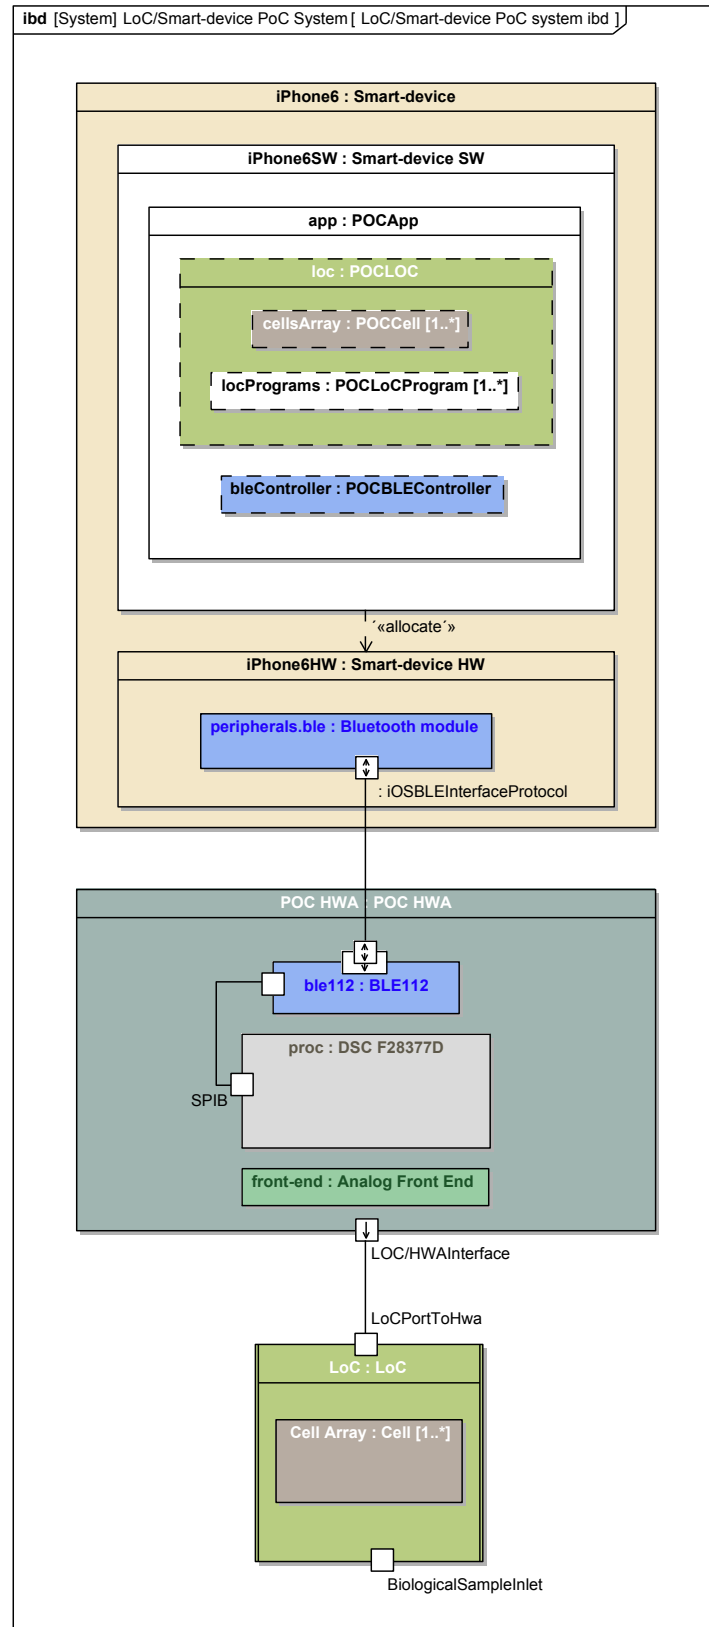 ibd [System] LoC/Smart-device PoC System [ LoC/Smart-device PoC system ibd ]
iPhone6 : Smart-device
iPhone6SW : Smart-device SW
app : POCApp
loc : POCLOC
cellsArray : POCCell [1..*]
locPrograms : POCLoCProgram [1..*]
bleController : POCBLEController
´«allocate´»
iPhone6HW : Smart-device HW
peripherals.ble : Bluetooth module
: iOSBLEInterfaceProtocol
POC HWA : POC HWA
ble112 : BLE112
proc : DSC F28377D
SPIB
front-end : Analog Front End
LOC/HWAInterface
LoCPortToHwa
LoC : LoC
Cell Array : Cell [1..*]
BiologicalSampleInlet